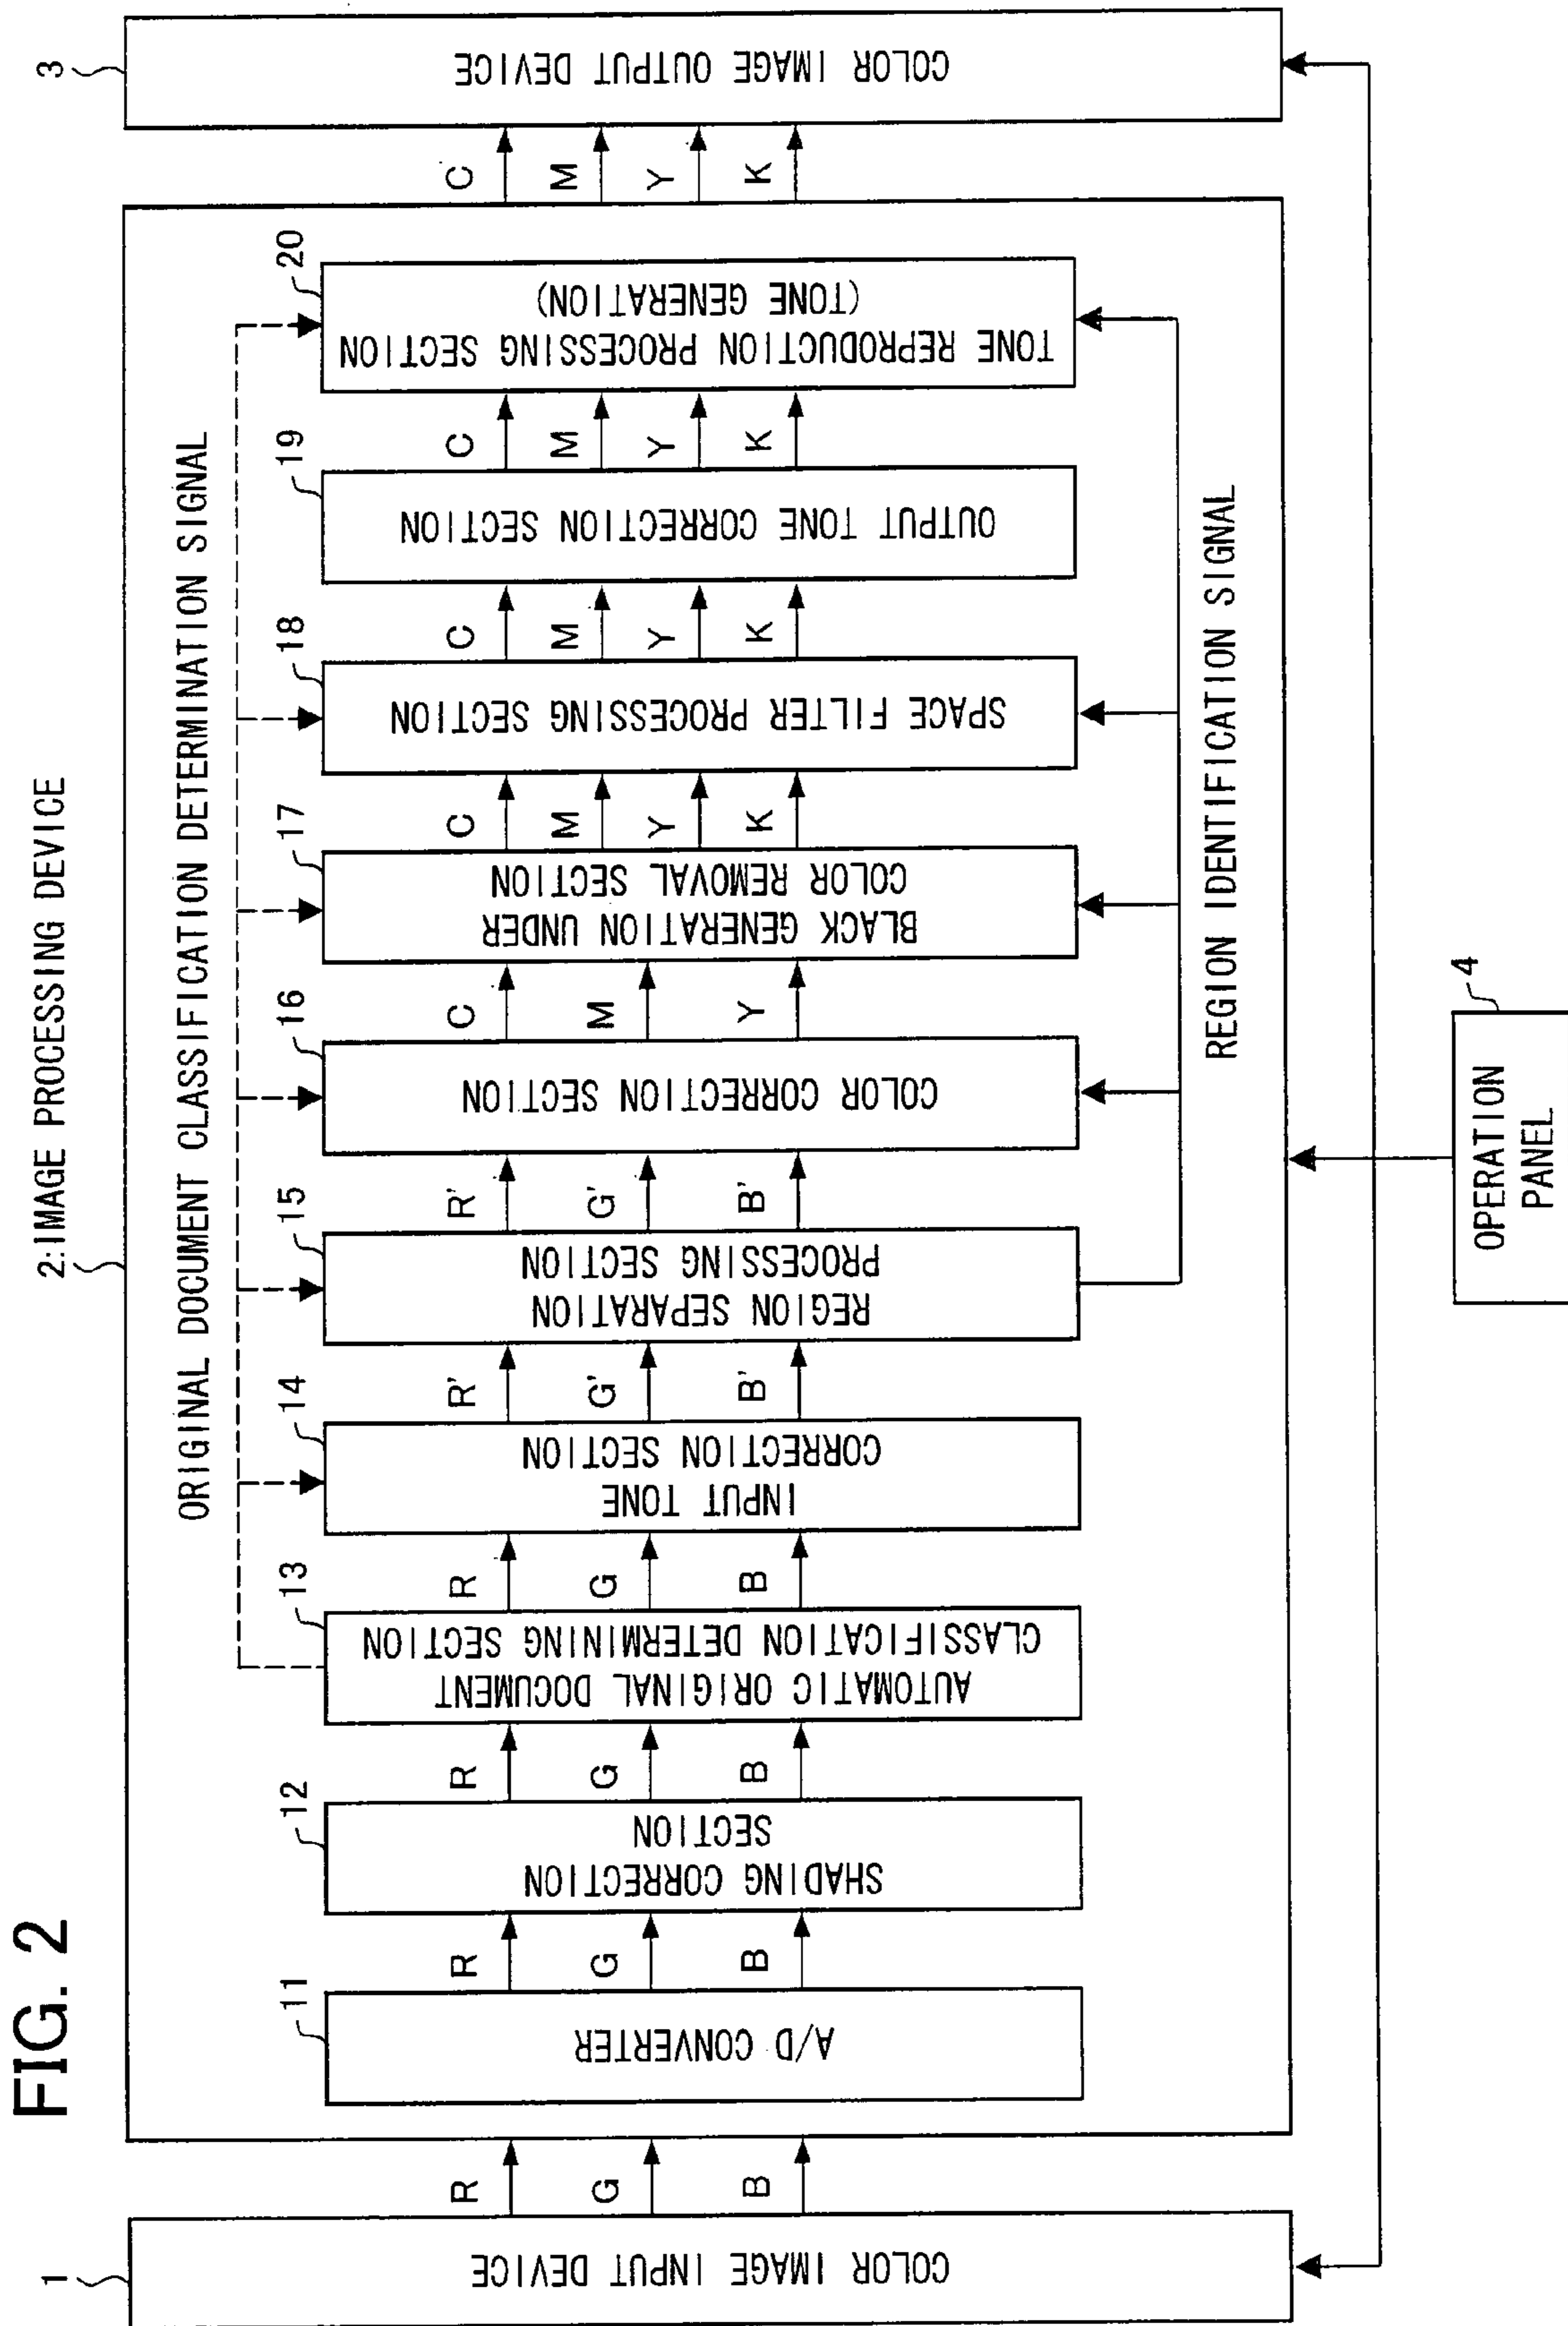 FIG. 2
2:IMAGE PROCESSING DEVICE
ORIGINAL DOCUMENT CLASSIFICATION DETERMINATION SIGNAL
1
COLOR IMAGE INPUT DEVICE
R
G
B
11
A/D CONVERTER
R
G
B
12
SHADING CORRECTION
SECTION
R
G
B
13
AUTOMATIC ORIGINAL DOCUMENT
CLASSIFICATION DETERMINING SECTION
R
G
B
14
INPUT TONE
CORRECTION SECTION
R'
G'
B'
15
REGION SEPARATION
PROCESSING SECTION
R'
G'
B'
16
COLOR CORRECTION SECTION
C
M
Y
17
BLACK GENERATION UNDER
COLOR REMOVAL SECTION
C
M
Y
K
18
SPACE FILTER PROCESSING SECTION
C
M
Y
K
19
OUTPUT TONE CORRECTION SECTION
C
M
Y
K
20
TONE REPRODUCTION PROCESSING SECTION
(TONE GENERATION)
C
M
Y
K
3
COLOR IMAGE OUTPUT DEVICE
REGION IDENTIFICATION SIGNAL
4
OPERATION
PANEL